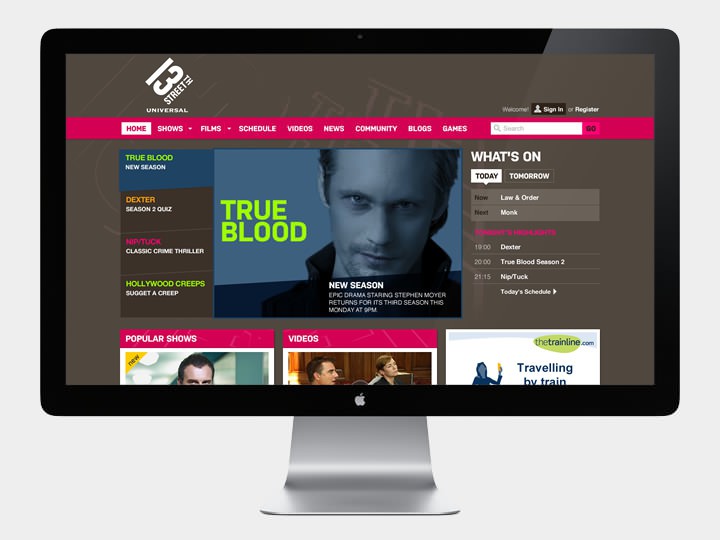 13
STREET
UNIVERSAL
Welcome! Sign In or Register
HOME SHOWS FILMS SCHEDULE VIDEOS NEWS COMMUNITY BLOGS GAMES Search GO
TRUE BLOOD
NEW SEASON
DEXTER
SEASON 2 QUIZ
NIP/TUCK
CLASSIC CRIME THRILLER
HOLLYWOOD CREEPS
SUGGET A CREEP
TRUE
BLOOD
NEW SEASON
EPIC DRAMA STARING STEPHEN MOYER
RETURNS FOR ITS THIRD SEASON THIS
MONDAY AT 9PM.
WHAT'S ON
TODAY TOMORROW
Now Law & Order
Next Monk
TONIGHT'S HIGHLIGHTS
19:00 Dexter
20:00 True Blood Season 2
21:15 Nip/Tuck
Today's Schedule
POPULAR SHOWS
new
VIDEOS
thetrainline.com
Travelling
by train